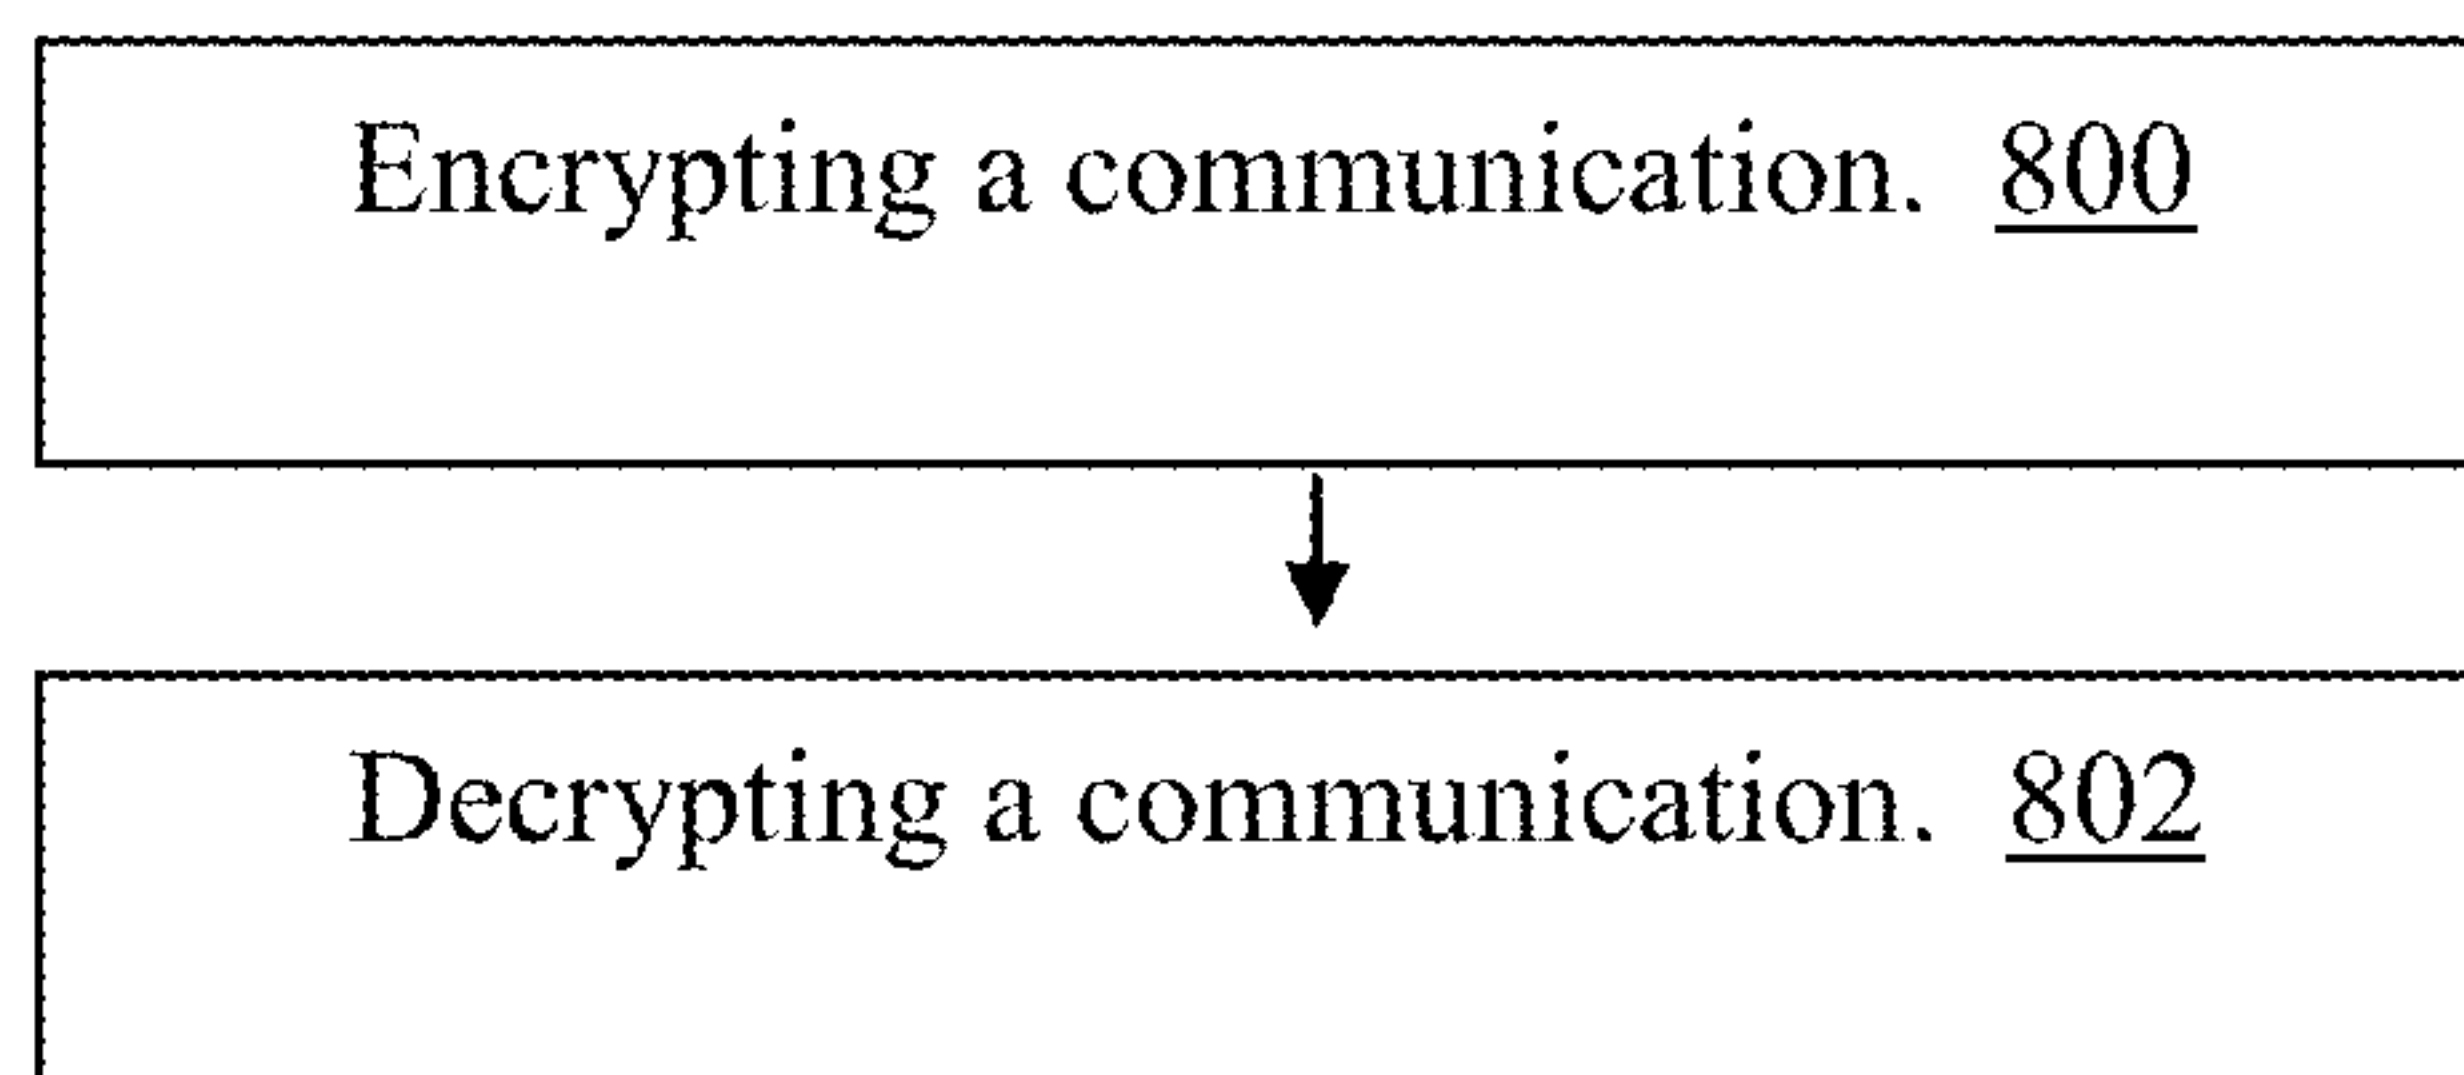 Encrypting a communication. 800
Decrypting a communication. 802